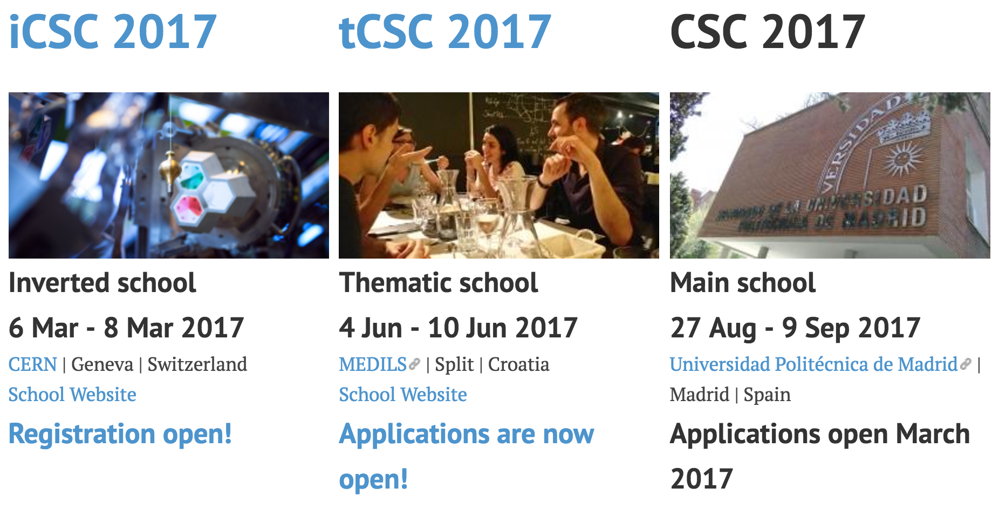 iCSC 2017
Inverted school
6 Mar - 8 Mar 2017
CERN | Geneva | Switzerland
School Website
Registration open!
tCSC 2017
Thematic school
4 Jun - 10 Jun 2017
MEDILS | Split | Croatia
School Website
Applications are now
open!
CSC 2017
VERSIDAD
UNIVERSIDAD
DE MADRID
Main school
27 Aug - 9 Sep 2017
Universidad Politécnica de Madrid |
Madrid | Spain
Applications open March
2017